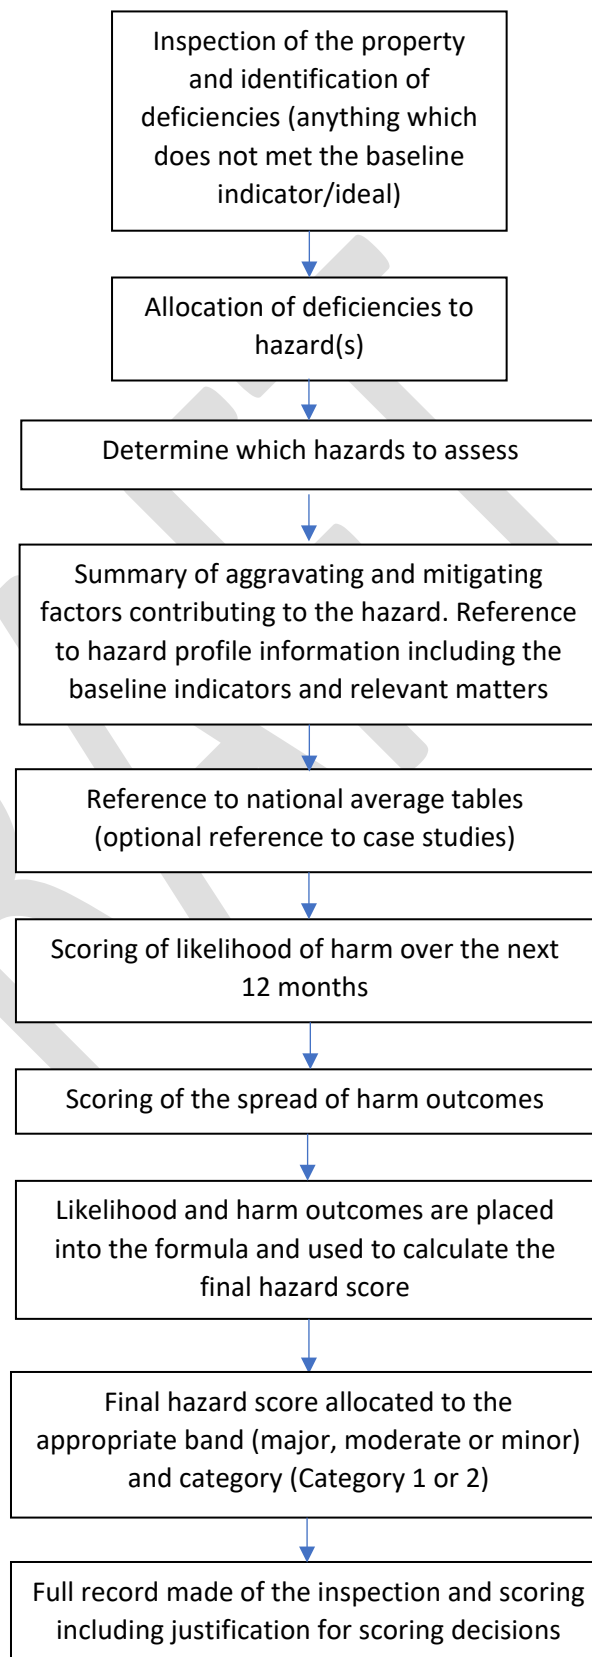 Inspection of the property
and identification of
deficiencies (anything which
does not met the baseline
indicator/ideal)
Allocation of deficiencies to
hazard(s)
Determine which hazards to assess
Summary of aggravating and mitigating
factors contributing to the hazard. Reference
to hazard profile information including the
baseline indicators and relevant matters
Reference to national average tables
(optional reference to case studies)
Scoring of likelihood of harm over the next
12 months
Scoring of the spread of harm outcomes
Likelihood and harm outcomes are placed
into the formula and used to calculate the
final hazard score
Final hazard score allocated to the
appropriate band (major, moderate or minor)
and category (Category 1 or 2)
Full record made of the inspection and scoring
including justification for scoring decisions